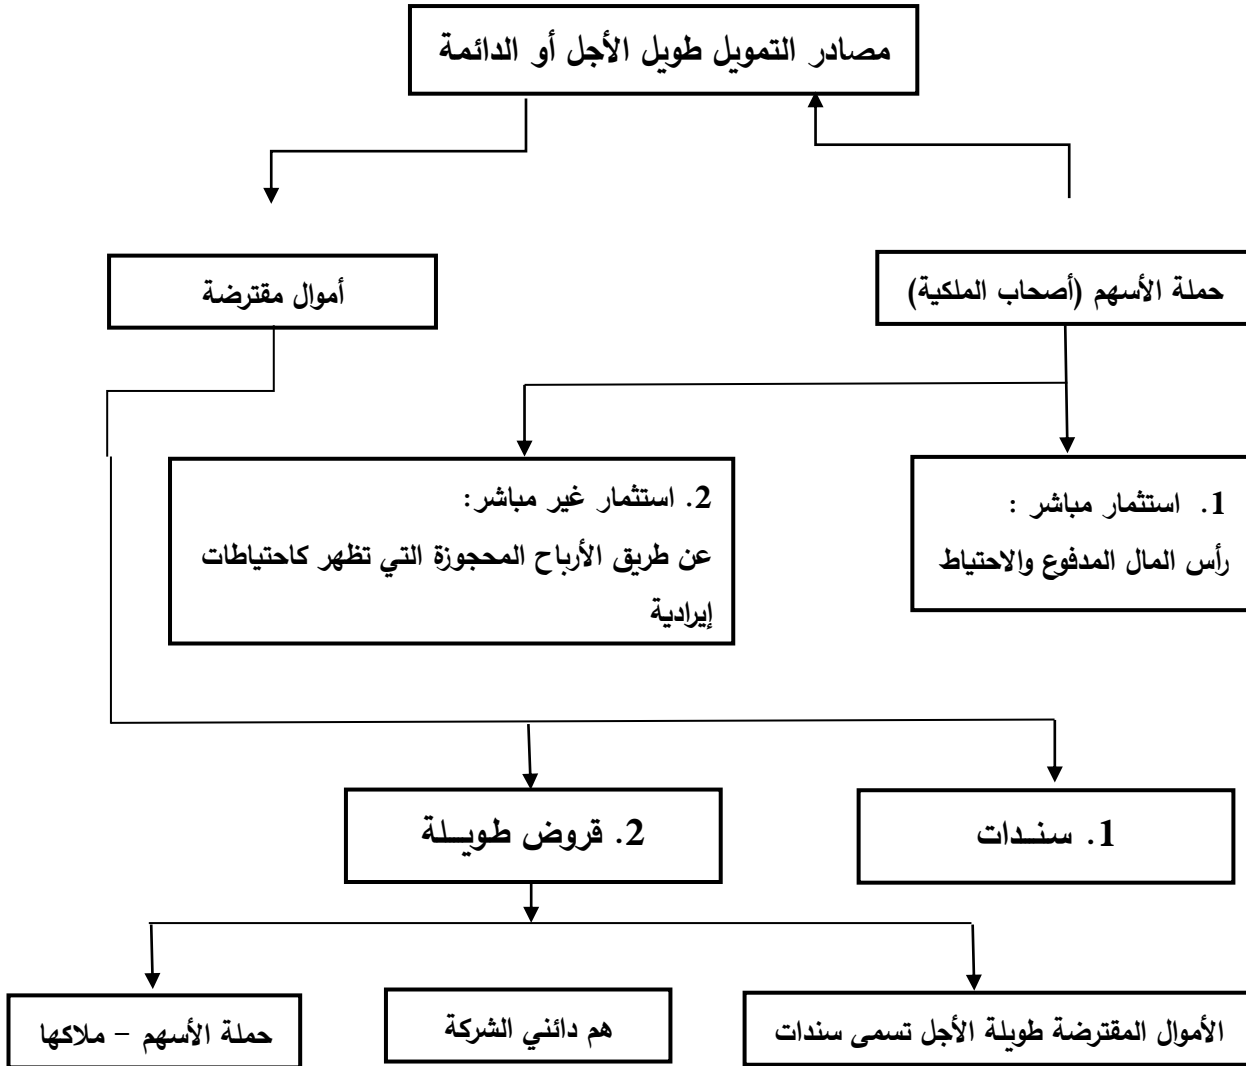 مصادر التمويل طويل الأجل أو الدائمة
حملة الأسهم (أصحاب الملكية)
أموال مقترضة
1. استثمار مباشر :
رأس المال المدفوع والاحتياط
2. استثمار غير مباشر:
عن طريق الأرباح المحجوزة التي تظهر كاحتياطات
إيرادية
1. سنــدات
2. قروض طويــلة
الأموال المقترضة طويلة الأجل تسمى سندات
هم دائني الشركة
حملة الأسهم – ملاكها